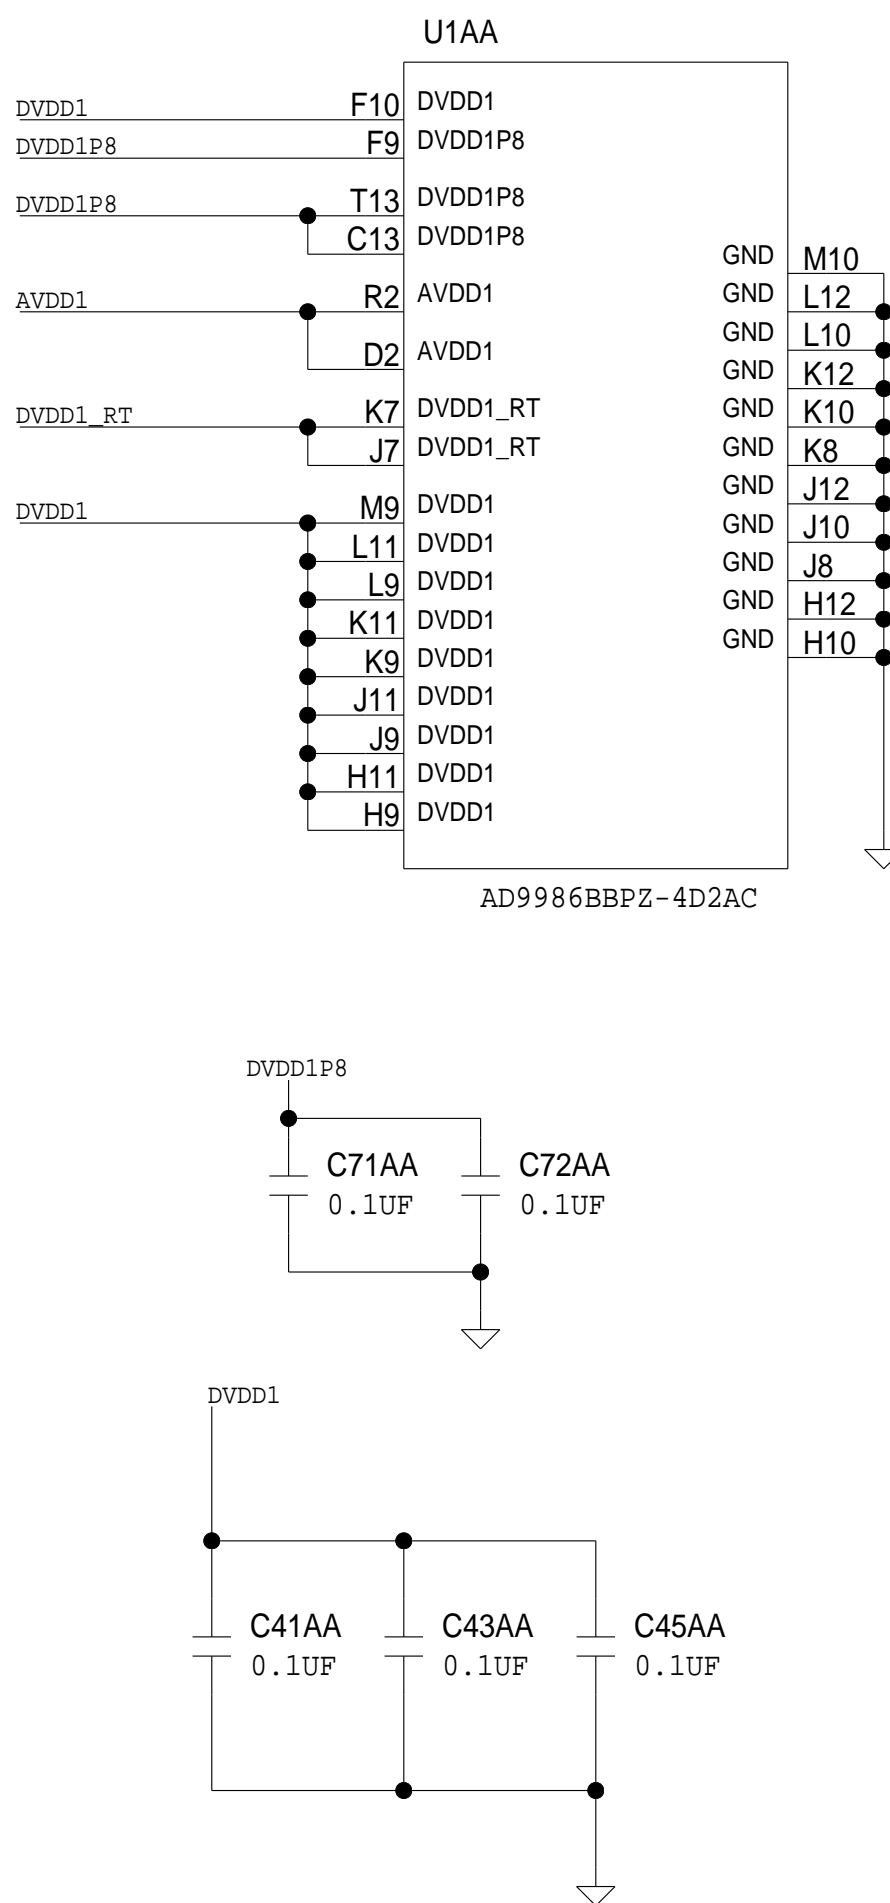 U1AA
DVDD1 F10 DVDD1
DVDD1P8 F9 DVDD1P8
DVDD1P8 T13 DVDD1P8
C13 DVDD1P8
GND M10
AVDD1 R2 AVDD1 GND L12
GND L10
D2 AVDD1 GND K12
DVDD1_RT K7 DVDD1_RT GND K10
J7 DVDD1_RT GND K8
DVDD1 M9 DVDD1 GND J12
L11 DVDD1 GND J10
L9 DVDD1 GND J8
K11 DVDD1 GND H12
K9 DVDD1 GND H10
J11 DVDD1
J9 DVDD1
H11 DVDD1
H9 DVDD1
AD9986BBPZ-4D2AC
DVDD1P8
C71AA C72AA
0.1UF 0.1UF
DVDD1
C41AA C43AA C45AA
0.1UF 0.1UF 0.1UF